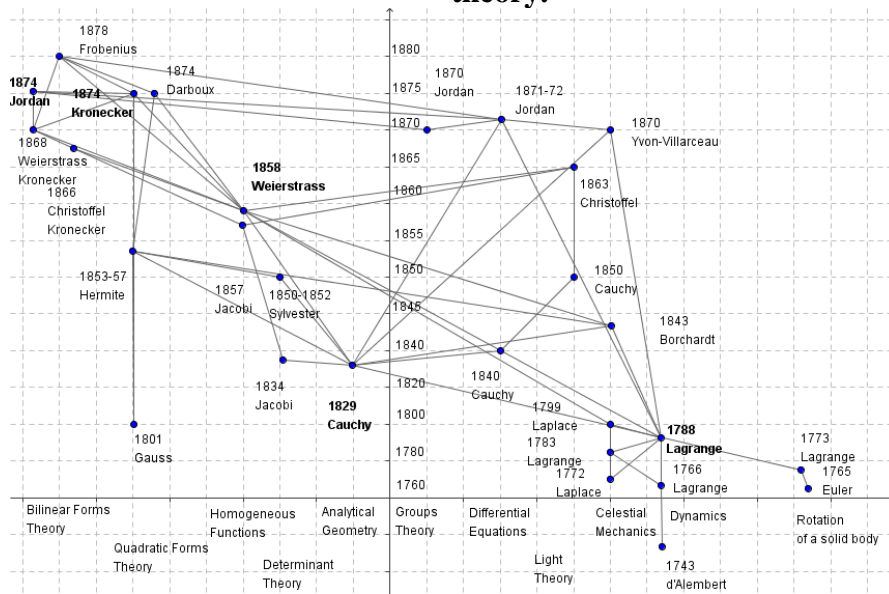 theory.
1878
Frobenius
1874
Jordan
1874
Kronecker
1874
Darboux
1868
Weierstrass
Kronecker
1866
Christoffel
Kronecker
1858
Weierstrass
1853-57
Hermite
1857
Jacobi
1850-1852
Sylvester
1834
Jacobi
1829
Cauchy
1801
Gauss
1880
1875
1870
1865
1860
1855
1850
1845
1840
1820
1800
1780
1760
1870
Jordan
1871-72
Jordan
1870
Yvon-Villarceau
1863
Christoffel
1850
Cauchy
1843
Borchardt
1840
Cauchy
1799
Laplace
1783
Lagrange
1772
Laplace
1788
Lagrange
1766
Lagrange
1773
Lagrange
1765
Euler
1743
d'Alembert
Bilinear Forms
Theory
Quadratic Forms
Theory
Homogeneous
Functions
Determinant
Theory
Analytical
Geometry
Groups
Theory
Differential
Equations
Light
Theory
Celestial
Mechanics
Dynamics
Rotation
of a solid body